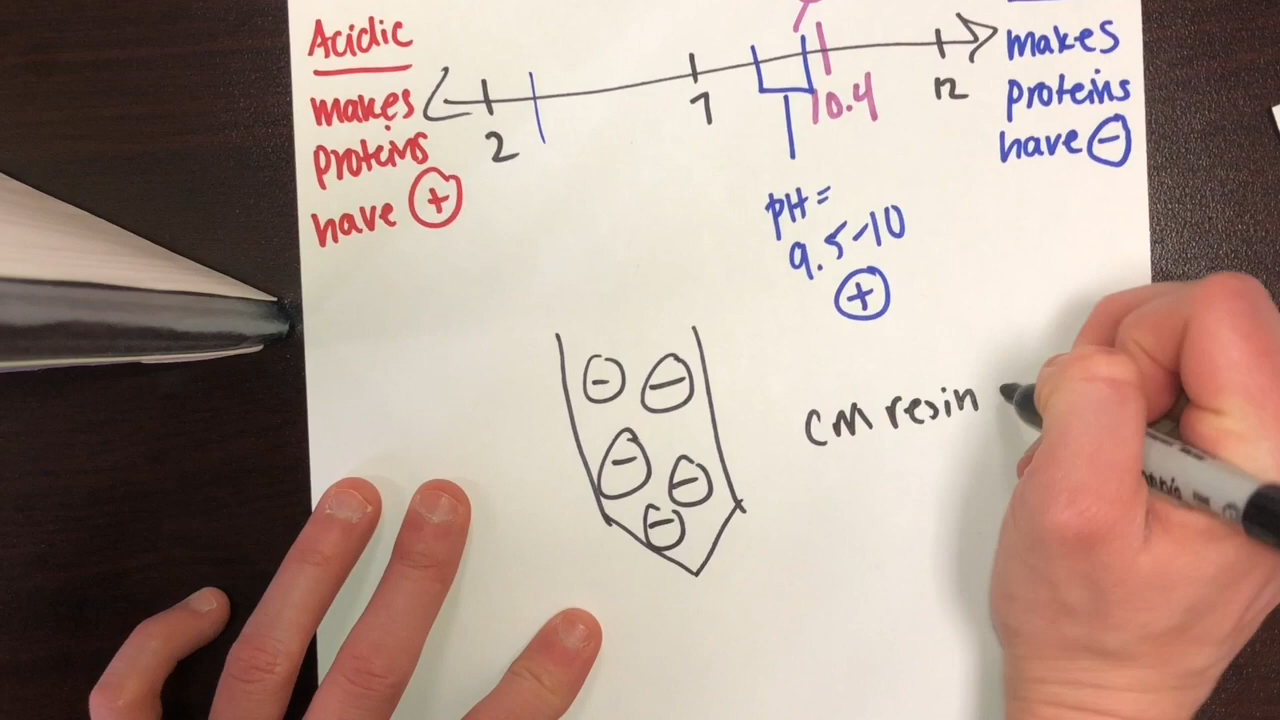 Acidic
makes
proteins
have +
2
7
10.4
12
makes
proteins
have -
pH =
9.5-10
+
- -
- -
-
CM resin